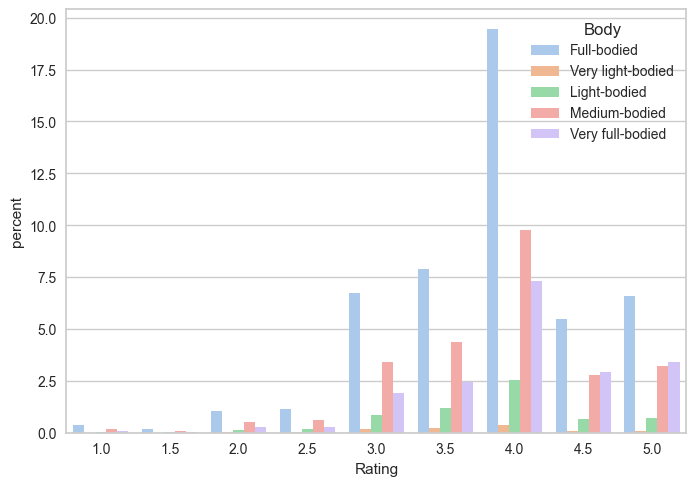 20.0
17.5
15.0
12.5
10.0
7.5
5.0
2.5
0.0
percent
Body
Full-bodied
Very light-bodied
Light-bodied
Medium-bodied
Very full-bodied
1.0 1.5 2.0 2.5 3.0 3.5 4.0 4.5 5.0
Rating